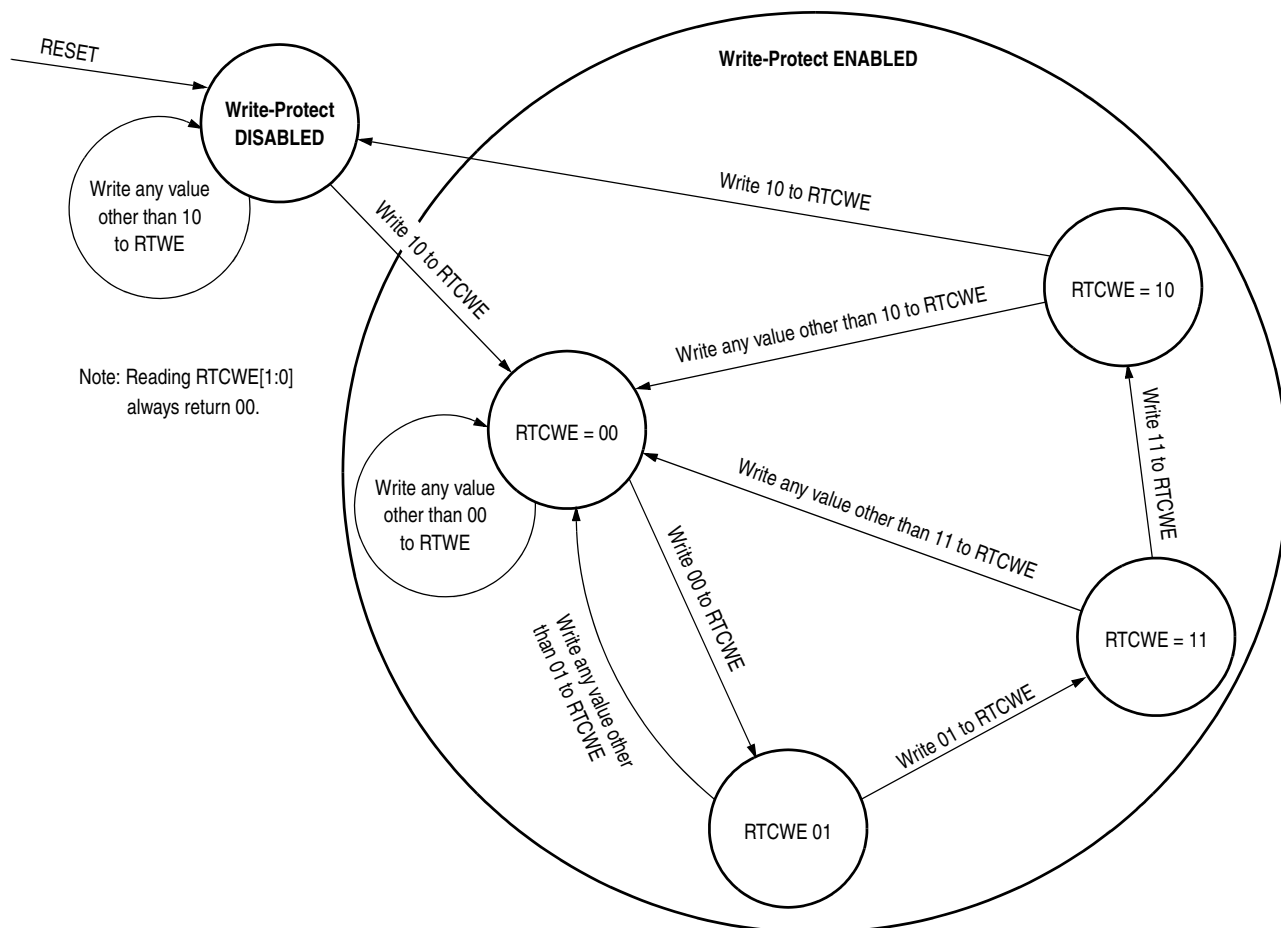 RESET
Write-Protect ENABLED
Write-Protect
DISABLED
Write 10 to RTCWE
Write any value
other than 10
to RTWE
Write 10 to RTCWE
RTCWE = 10
Write any value other than 10 to RTCWE
Note: Reading RTCWE[1:0]
always return 00.
RTCWE = 00
Write 11 to RTCWE
Write any value other than 11 to RTCWE
Write any value
other than 00
to RTWE
Write 00 to RTCWE
RTCWE = 11
Write any value other
than 01 to RTCWE
Write 01 to RTCWE
RTCWE 01